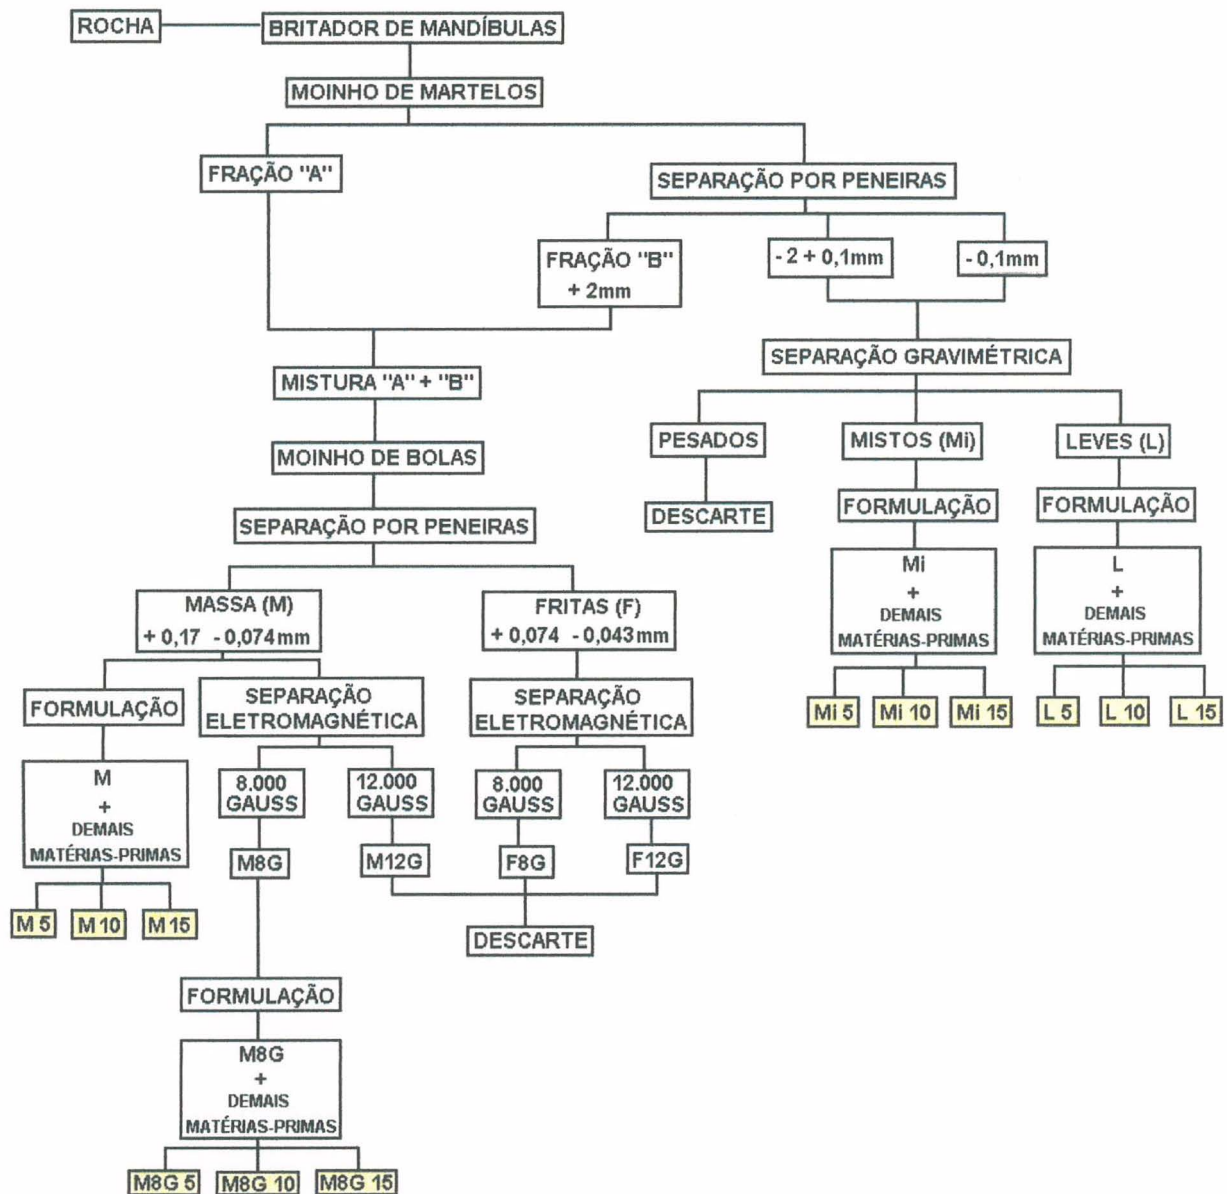 ROCHA
BRITADOR DE MANDÍBULAS
MOINHO DE MARTELOS
FRAÇÃO "A"
SEPARAÇÃO POR PENEIRAS
FRAÇÃO "B"
+ 2mm
- 2 + 0,1mm
- 0,1mm
MISTURA "A" + "B"
SEPARAÇÃO GRAVIMÉTRICA
MOINHO DE BOLAS
PESADOS
MISTOS (Mi)
LEVES (L)
SEPARAÇÃO POR PENEIRAS
DESCARTE
FORMULAÇÃO
FORMULAÇÃO
Mi
+
DEMAIS
MATÉRIAS-PRIMAS
L
+
DEMAIS
MATÉRIAS-PRIMAS
Mi 5
Mi 10
Mi 15
L 5
L 10
L 15
MASSA (M)
+ 0,17 - 0,074mm
FRITAS (F)
+ 0,074 - 0,043mm
FORMULAÇÃO
SEPARAÇÃO
ELETROMAGNÉTICA
SEPARAÇÃO
ELETROMAGNÉTICA
M
+
DEMAIS
MATÉRIAS-PRIMAS
8.000
GAUSS
12.000
GAUSS
8.000
GAUSS
12.000
GAUSS
M8G
M12G
F8G
F12G
M 5
M 10
M 15
DESCARTE
FORMULAÇÃO
M8G
+
DEMAIS
MATÉRIAS-PRIMAS
M8G 5
M8G 10
M8G 15